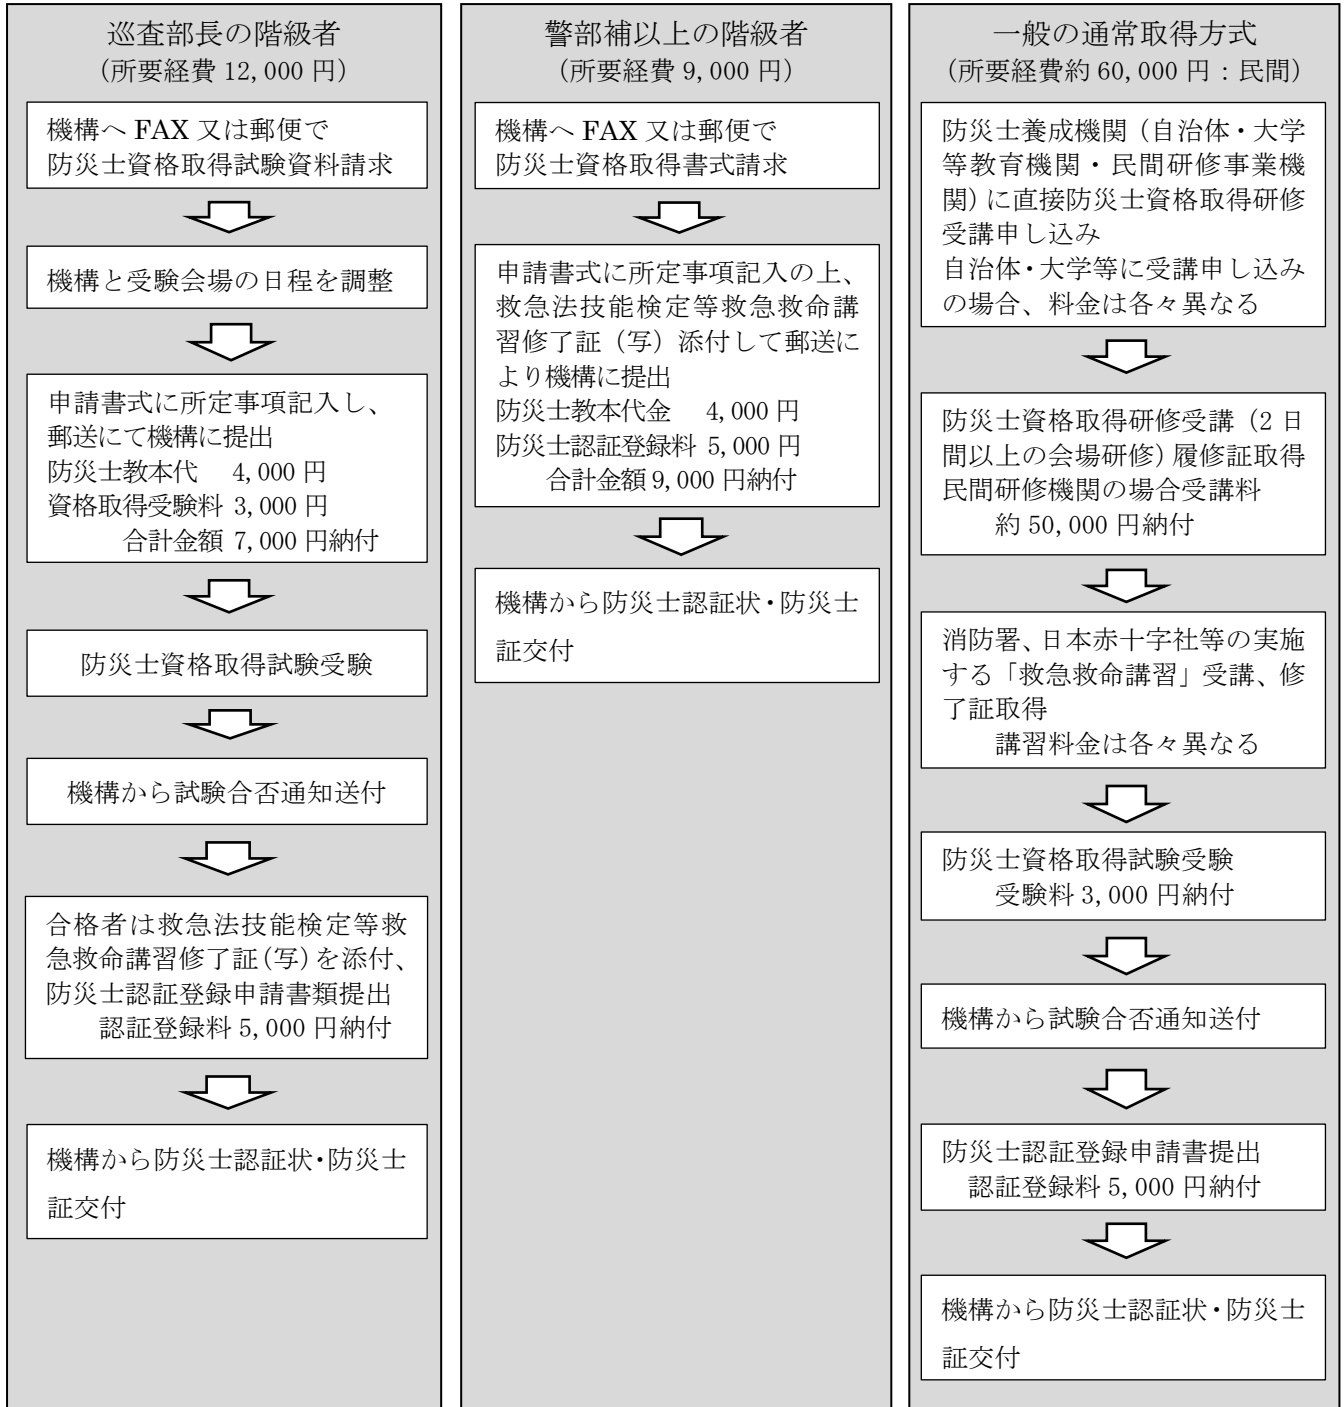 巡査部長の階級者
（所要経費 12,000 円）
機構へ FAX 又は郵便で
防災士資格取得試験資料請求
機構と受験会場の日程を調整
申請書式に所定事項記入し、
郵送にて機構に提出
防災士教本代 4,000 円
資格取得受験料 3,000 円
合計金額 7,000 円納付
防災士資格取得試験受験
機構から試験合否通知送付
合格者は救急法技能検定等救
急救命講習修了証（写）を添付、
防災士認証登録申請書類提出
認証登録料 5,000 円納付
機構から防災士認証状・防災士
証交付
警部補以上の階級者
（所要経費 9,000 円）
機構へ FAX 又は郵便で
防災士資格取得書式請求
申請書式に所定事項記入の上、
救急法技能検定等救急救命講
習修了証（写）添付して郵送に
より機構に提出
防災士教本代金 4,000 円
防災士認証登録料 5,000 円
合計金額 9,000 円納付
機構から防災士認証状・防災士
証交付
一般の通常取得方式
（所要経費約 60,000 円：民間）
防災士養成機関（自治体・大学
等教育機関・民間研修事業機
関）に直接防災士資格取得研修
受講申し込み
自治体・大学等に受講申し込み
の場合、料金は各々異なる
防災士資格取得研修受講（2 日
間以上の会場研修）履修証取得
民間研修機関の場合受講料
約 50,000 円納付
消防署、日本赤十字社等の実施
する「救急救命講習」受講、修
了証取得
講習料金は各々異なる
防災士資格取得試験受験
受験料 3,000 円納付
機構から試験合否通知送付
防災士認証登録申請書提出
認証登録料 5,000 円納付
機構から防災士認証状・防災士
証交付